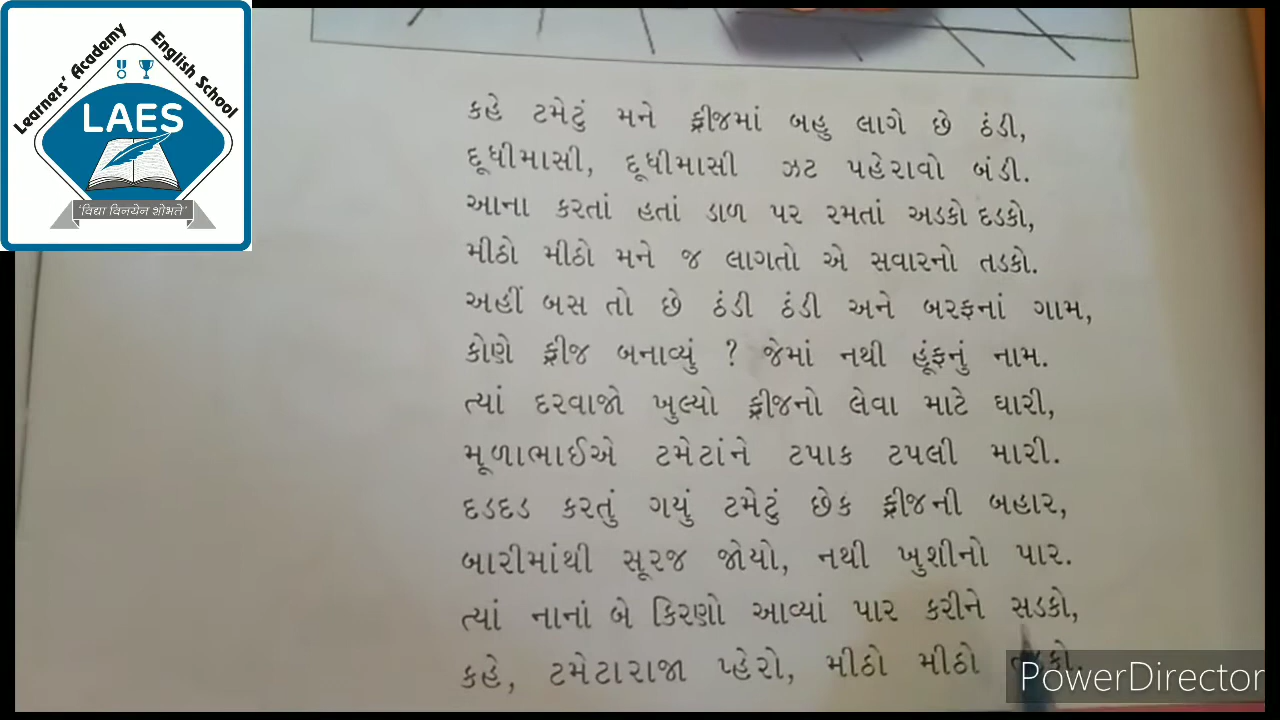 Learners' Academy English School
LAES
'विद्या विनयेन शोभते'
કહે ટમેટું મને ફ્રીજમાં બહુ લાગે છે ઠંડી,
દૂધીમાસી, દૂધીમાસી ઝટ પહેરાવો બંડી.
આના કરતાં હતાં ડાળ પર રમતાં અડકો દડકો,
મીઠો મીઠો મને જ લાગતો એ સવારનો તડકો.
અહીં બસ તો છે ઠંડી ઠંડી અને બરફનાં ગામ,
કોણે ફ્રીજ બનાવ્યું ? જેમાં નથી હૂંફનું નામ.
ત્યાં દરવાજો ખુલ્યો ફ્રીજનો લેવા માટે ઘારી,
મૂળાભાઈએ ટમેટાંને ટપાક ટપલી મારી.
દડદડ કરતું ગયું ટમેટું છેક ફ્રીજની બહાર,
બારીમાંથી સૂરજ જોયો, નથી ખુશીનો પાર.
ત્યાં નાનાં બે કિરણો આવ્યાં પાર કરીને સડકો,
કહે, ટમેટારાજા પ્હેરો, મીઠો મીઠો તડકો.
PowerDirector